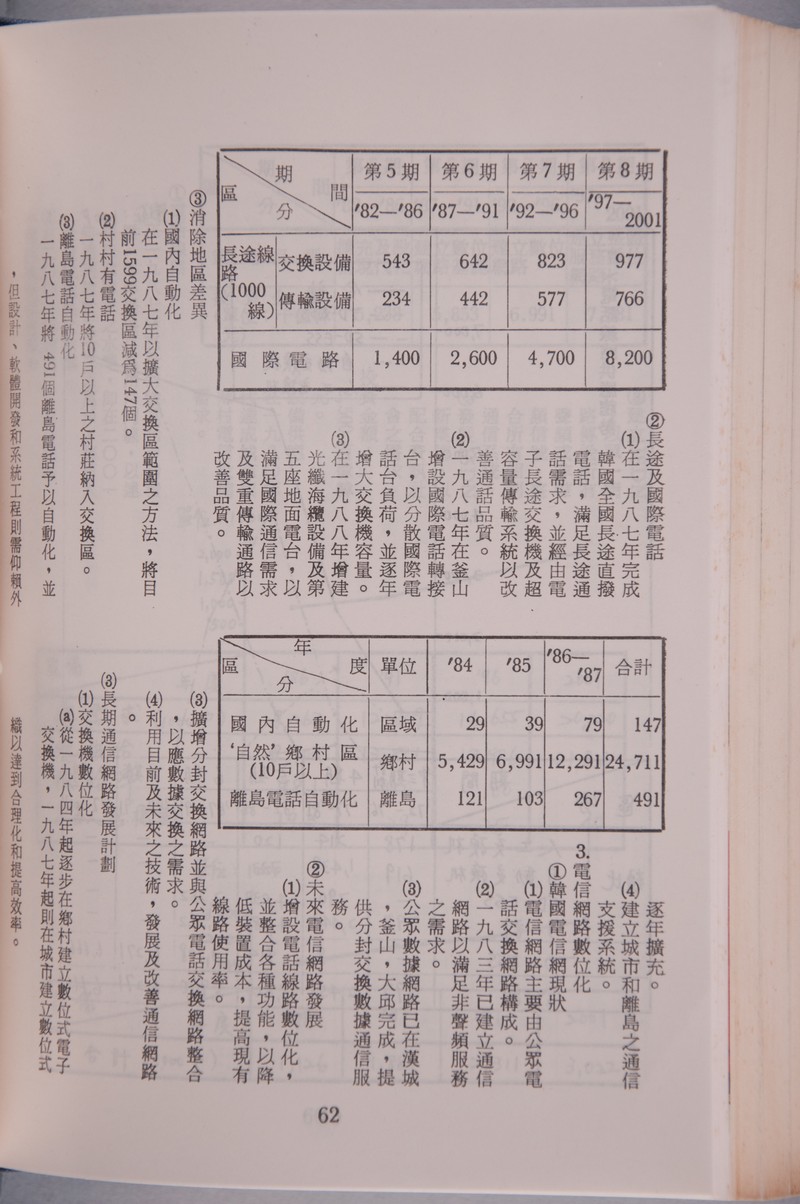 期間 區分 第5期 第6期 第7期 第8期
'82—'86 '87—'91 '92—'96 '97—2001
長途線路(1000線) 交換設備 543 642 823 977
傳輸設備 234 442 577 766
國際電路 1,400 2,600 4,700 8,200
②長途及國際電話
(1)在一九八七年完成
韓國全國長途直撥
電話，滿足長途通
話需求，並經由電
子長途交換機及超
容量傳輸系統以改
善通話品質。
(2)一九八七年在釜山
增設國際電話轉接
台，以分散國際電
話台負荷，並逐年
增大交換機容量。
(3)在一九八八年增建
光纖海纜設備及第
五座地面電台，以
滿足國際通信需求
及雙重傳輸通路以
改善品質。
③消除地區差異
(1)國內自動化
在一九八七年以擴大交換區範圍之方法，將目
前1599交換區減爲147個。
(2)村村有電話
一九八七年將10戶以上之村莊納入交換區。
(3)離島電話自動化
一九八七年將491個離島電話予以自動化，並
年度 區分 單位 '84 '85 '86—'87 合計
國內自動化 區域 29 39 79 147
‘自然’鄉村區(10戶以上) 鄉村 5,429 6,991 12,291 24,711
離島電話自動化 離島 121 103 267 491
逐年擴充。
(4)建立城市和離島之通信
支援系統。
3.電信網路數位化
①韓國電信網現狀
(1)電信網路主要由公眾電
話交換網路構成。
(2)一九八三年已建立通信
網路以滿足非聲頻服務
之需求。
(3)公眾數據網路已在漢城
，釜山，大邱完成，提
供分封交換數據通信服
務。
②未來電信網路發展
(1)增設電話線路數位化，
並整合各種功能，以降
低裝置成本，提高現有
線路使用率。
(3)擴增分封交換網路並與公眾電話交換網路整合
，以應數據交換之需求。
(4)利用目前及未來之技術，發展及改善通信網路
。
(3)長期通信網路發展計劃
(1)交換機數位化
(a)從一九八四年起逐步在鄉村建立數位式電子
交換機，一九八七年起則在城市建立數位式
，但設計、軟體開發和系統工程則需仰賴外
織以達到合理化和提高效率。
62